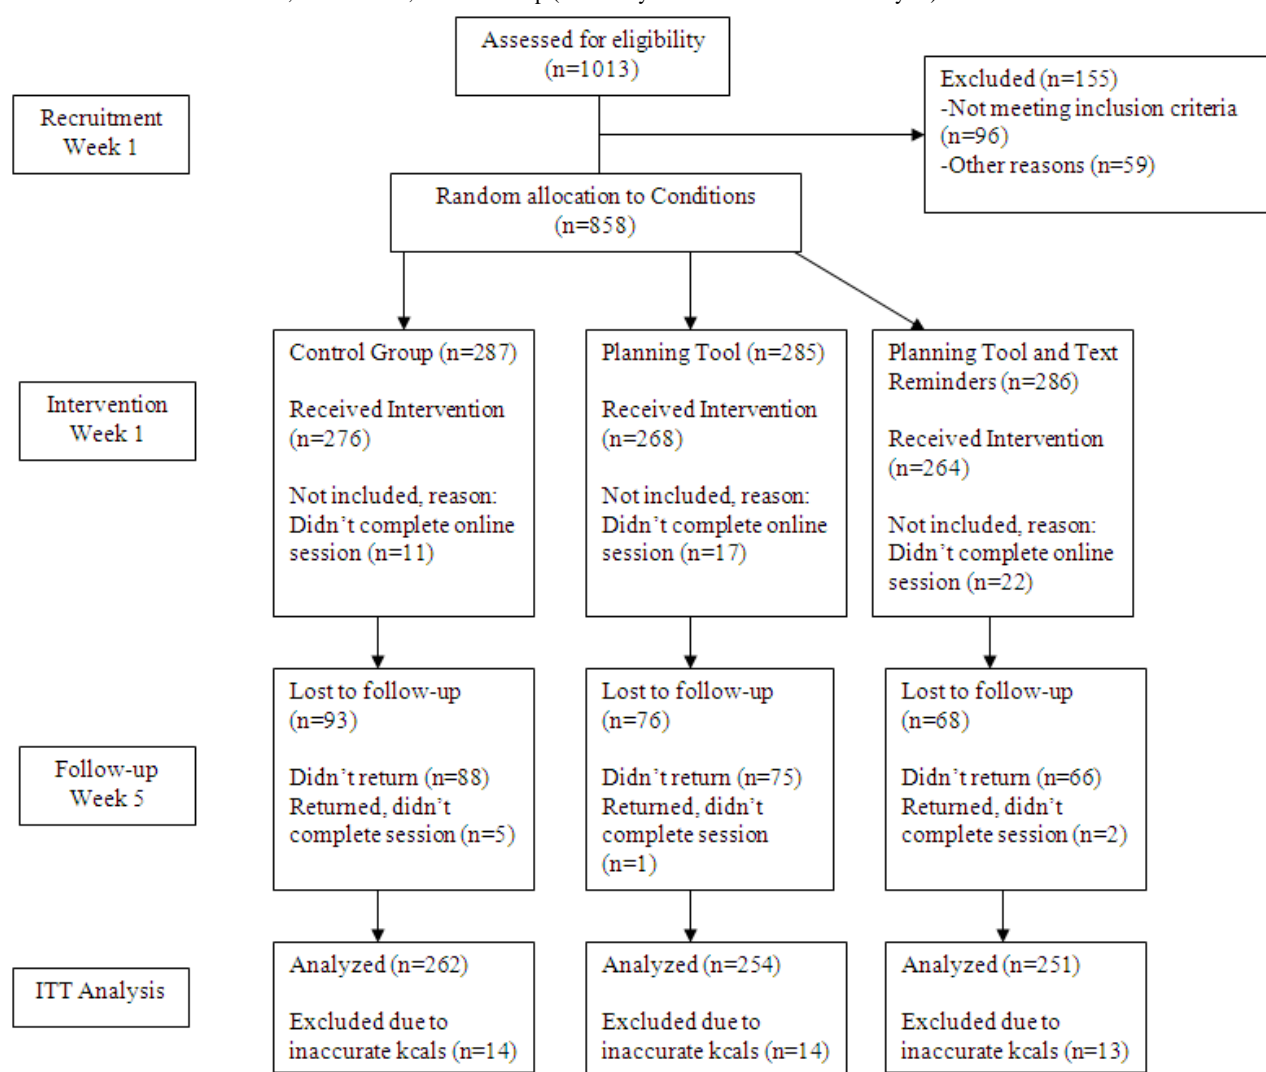 Assessed for eligibility
(n=1013)
Excluded (n=155)
-Not meeting inclusion criteria
(n=96)
-Other reasons (n=59)
Recruitment
Week 1
Random allocation to Conditions
(n=858)
Intervention
Week 1
Control Group (n=287)
Received Intervention
(n=276)
Not included, reason:
Didn't complete online
session (n=11)
Planning Tool (n=285)
Received Intervention
(n=268)
Not included, reason:
Didn't complete online
session (n=17)
Planning Tool and Text
Reminders (n=286)
Received Intervention
(n=264)
Not included, reason:
Didn't complete online
session (n=22)
Follow-up
Week 5
Lost to follow-up
(n=93)
Didn't return (n=88)
Returned, didn't
complete session (n=5)
Lost to follow-up
(n=76)
Didn't return (n=75)
Returned, didn't
complete session
(n=1)
Lost to follow-up
(n=68)
Didn't return (n=66)
Returned, didn't
complete session (n=2)
ITT Analysis
Analyzed (n=262)
Excluded due to
inaccurate kcals (n=14)
Analyzed (n=254)
Excluded due to
inaccurate kcals (n=14)
Analyzed (n=251)
Excluded due to
inaccurate kcals (n=13)